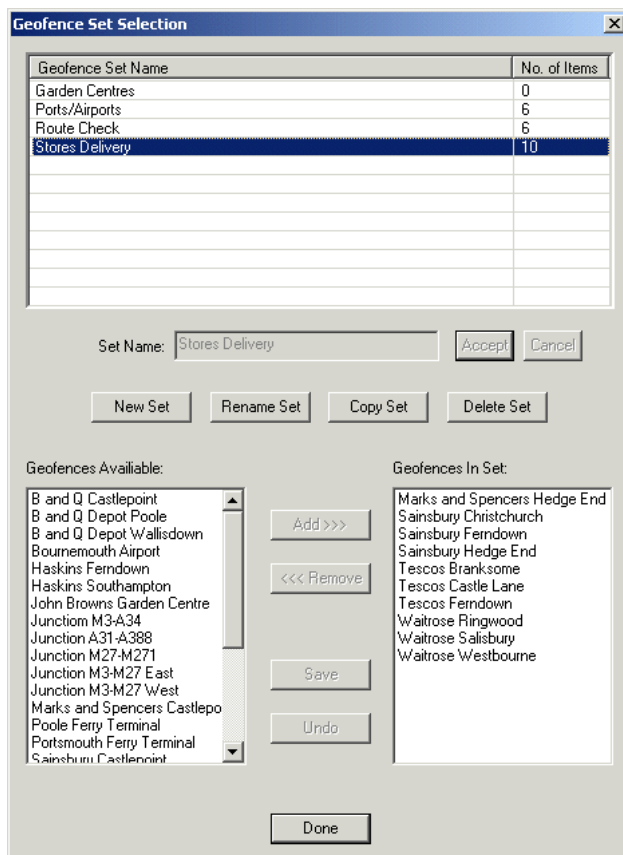 Geofence Set Selection
Geofence Set Name No. of Items
Garden Centres 0
Ports/Airports 6
Route Check 6
Stores Delivery 10
Set Name: Stores Delivery Accept Cancel
New Set Rename Set Copy Set Delete Set
Geofences Availiable: Geofences In Set:
B and Q Castlepoint
B and Q Depot Poole
B and Q Depot Wallisdown
Bournemouth Airport
Haskins Ferndown
Haskins Southampton
John Browns Garden Centre
Junctiom M3-A34
Junction A31-A388
Junction M27-M271
Junction M3-M27 East
Junction M3-M27 West
Marks and Spencers Castlepo
Poole Ferry Terminal
Portsmouth Ferry Terminal
Sainsbury Castlepoint
Add >>>
<<< Remove
Save
Undo
Marks and Spencers Hedge End
Sainsbury Christchurch
Sainsbury Ferndown
Sainsbury Hedge End
Tescos Branksome
Tescos Castle Lane
Tescos Ferndown
Waitrose Ringwood
Waitrose Salisbury
Waitrose Westbourne
Done